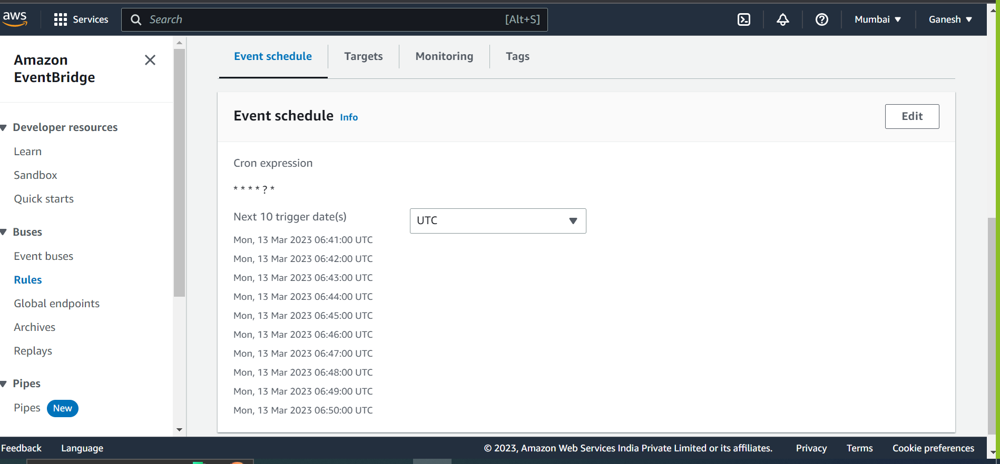 aws
Services
Search
[Alt+S]
Mumbai
Ganesh
Amazon
EventBridge
Developer resources
Learn
Sandbox
Quick starts
Buses
Event buses
Rules
Global endpoints
Archives
Replays
Pipes
Pipes New
Event schedule
Targets
Monitoring
Tags
Event schedule Info
Edit
Cron expression
* * * * ? *
Next 10 trigger date(s)
UTC
Mon, 13 Mar 2023 06:41:00 UTC
Mon, 13 Mar 2023 06:42:00 UTC
Mon, 13 Mar 2023 06:43:00 UTC
Mon, 13 Mar 2023 06:44:00 UTC
Mon, 13 Mar 2023 06:45:00 UTC
Mon, 13 Mar 2023 06:46:00 UTC
Mon, 13 Mar 2023 06:47:00 UTC
Mon, 13 Mar 2023 06:48:00 UTC
Mon, 13 Mar 2023 06:49:00 UTC
Mon, 13 Mar 2023 06:50:00 UTC
Feedback
Language
© 2023, Amazon Web Services India Private Limited or its affiliates.
Privacy
Terms
Cookie preferences